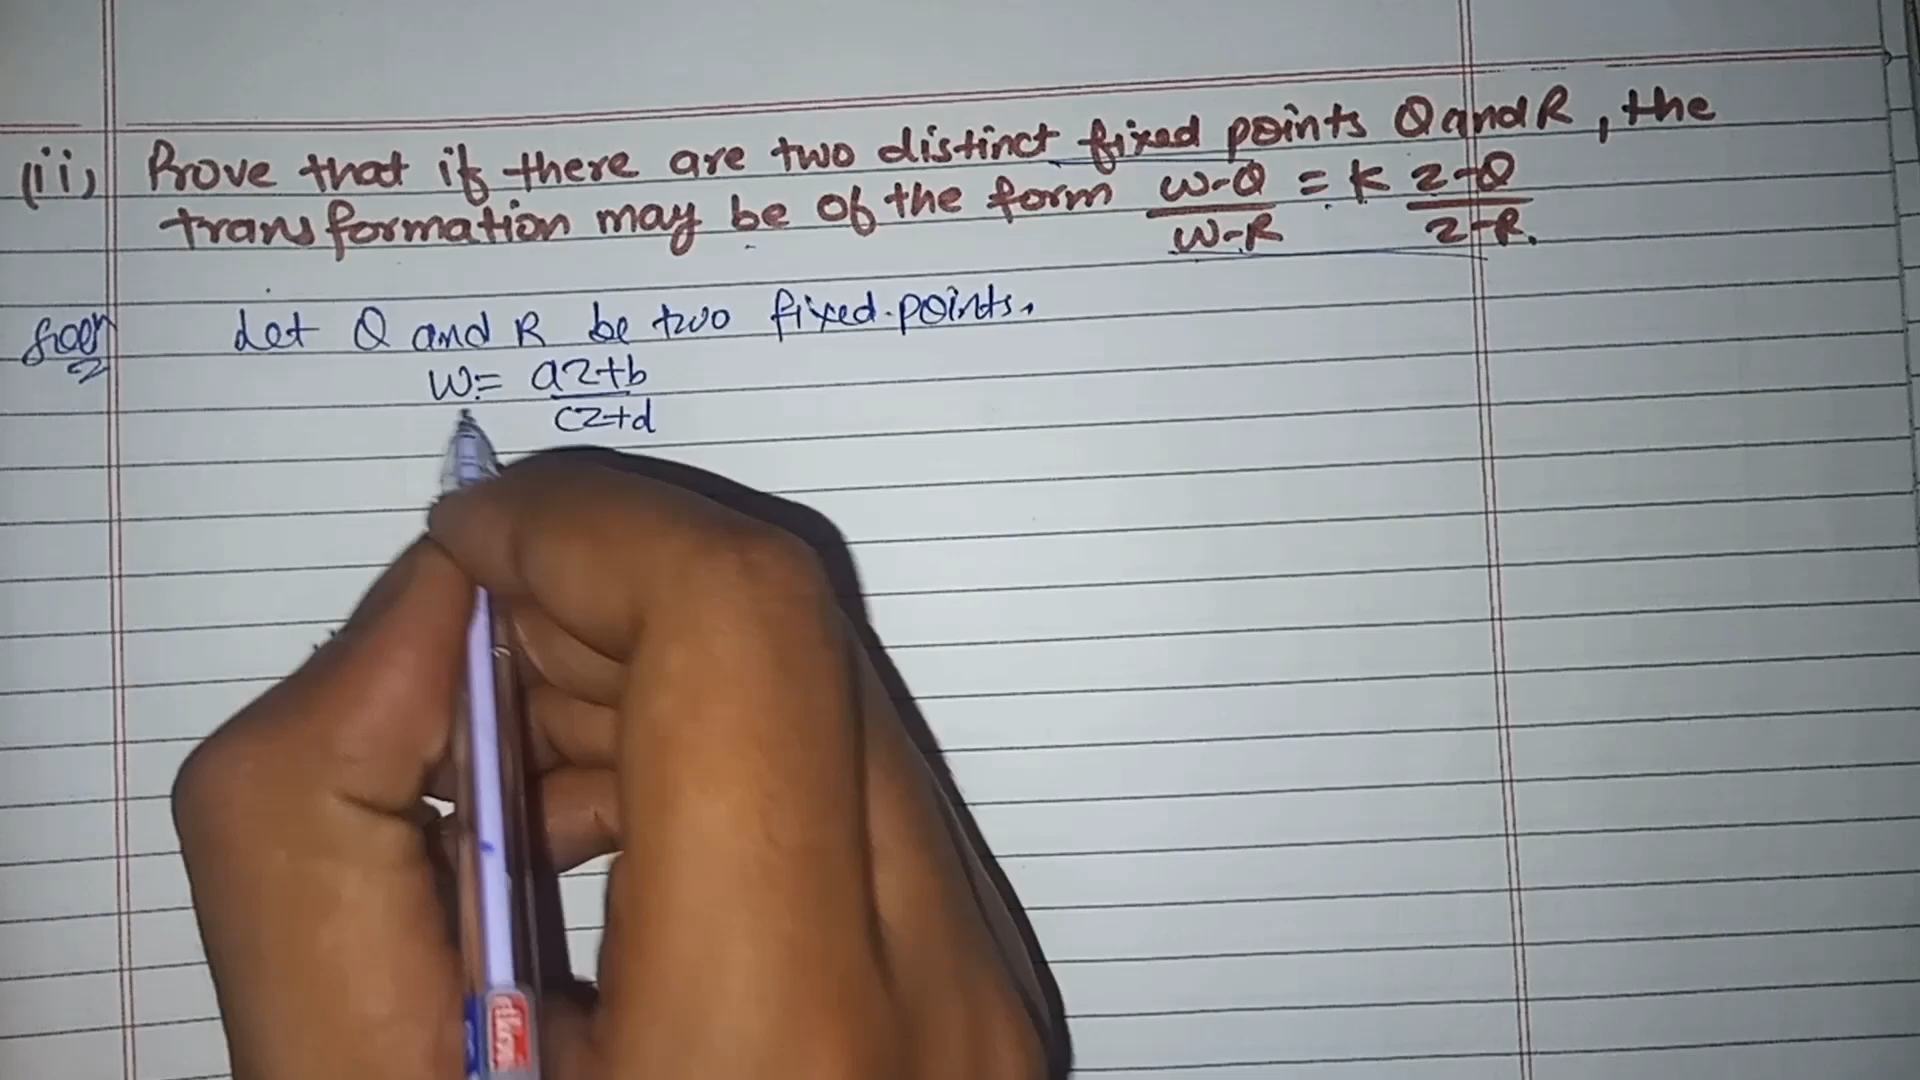 (ii) Prove that if there are two distinct fixed points Q and R, the
transformation may be of the form w-Q/w-R = k z-Q/z-R.
Soln Let Q and R be two fixed points.
w = az+b/cz+d